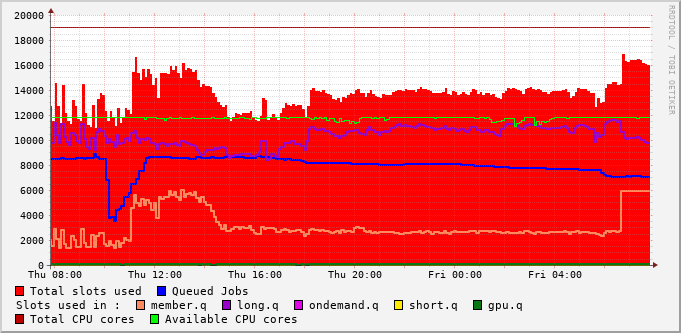 20000
18000
16000
14000
12000
10000
8000
6000
4000
2000
0
Thu 08:00 Thu 12:00 Thu 16:00 Thu 20:00 Fri 00:00 Fri 04:00
RRDTOOL / TOBI OETIKER
Total slots used Queued Jobs
Slots used in : member.q long.q ondemand.q short.q gpu.q
Total CPU cores Available CPU cores